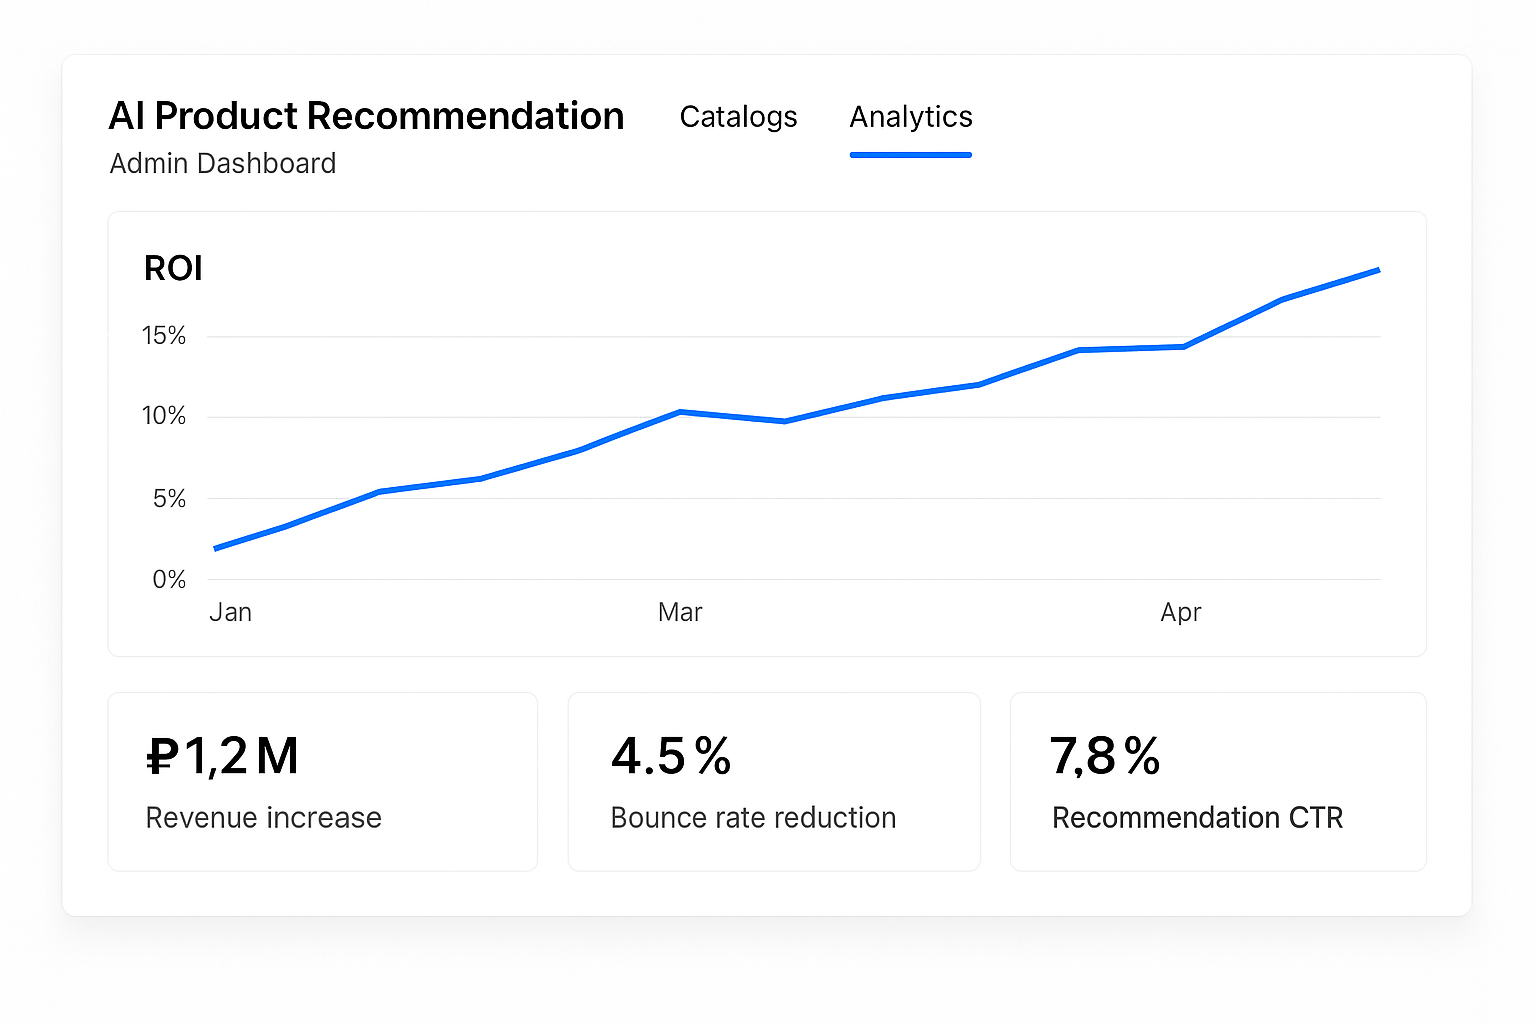 AI Product Recommendation
Catalogs
Analytics
Admin Dashboard
ROI
15%
10%
5%
0%
Jan
Mar
Apr
₽1,2 M
Revenue increase
4.5 %
Bounce rate reduction
7,8 %
Recommendation CTR